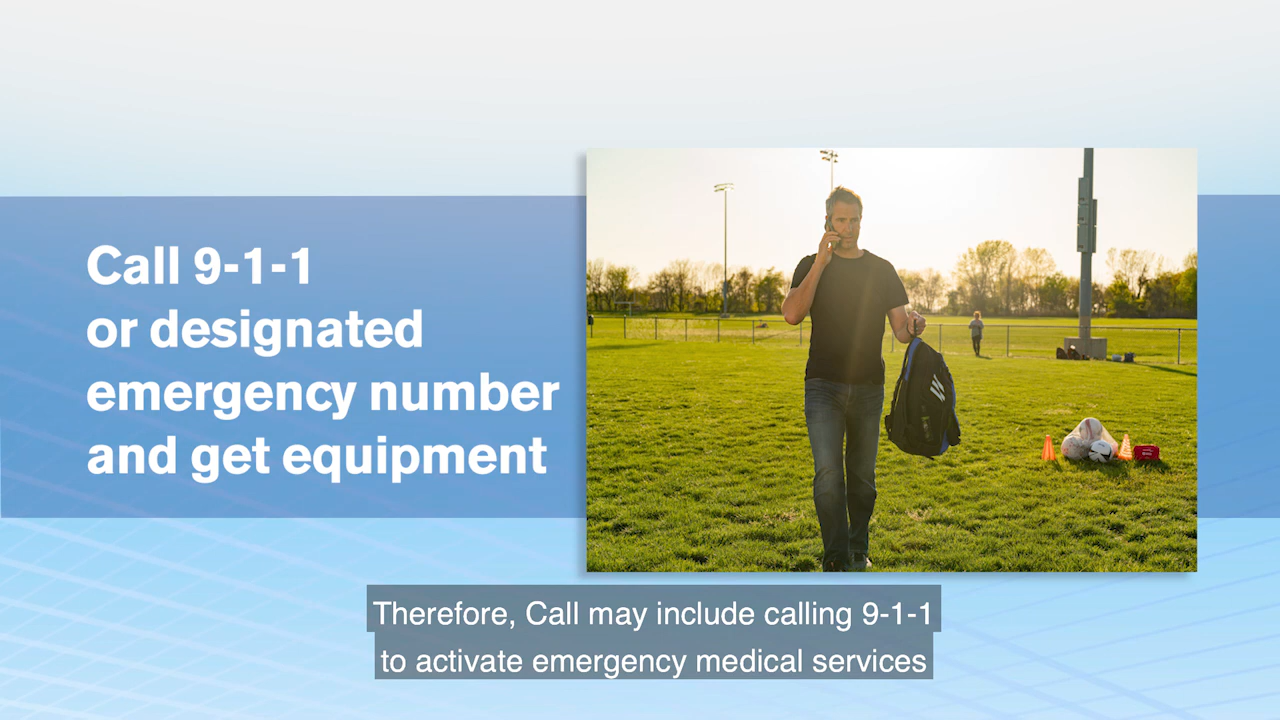 Call 9-1-1
or designated
emergency number
and get equipment
Therefore, Call may include calling 9-1-1
to activate emergency medical services